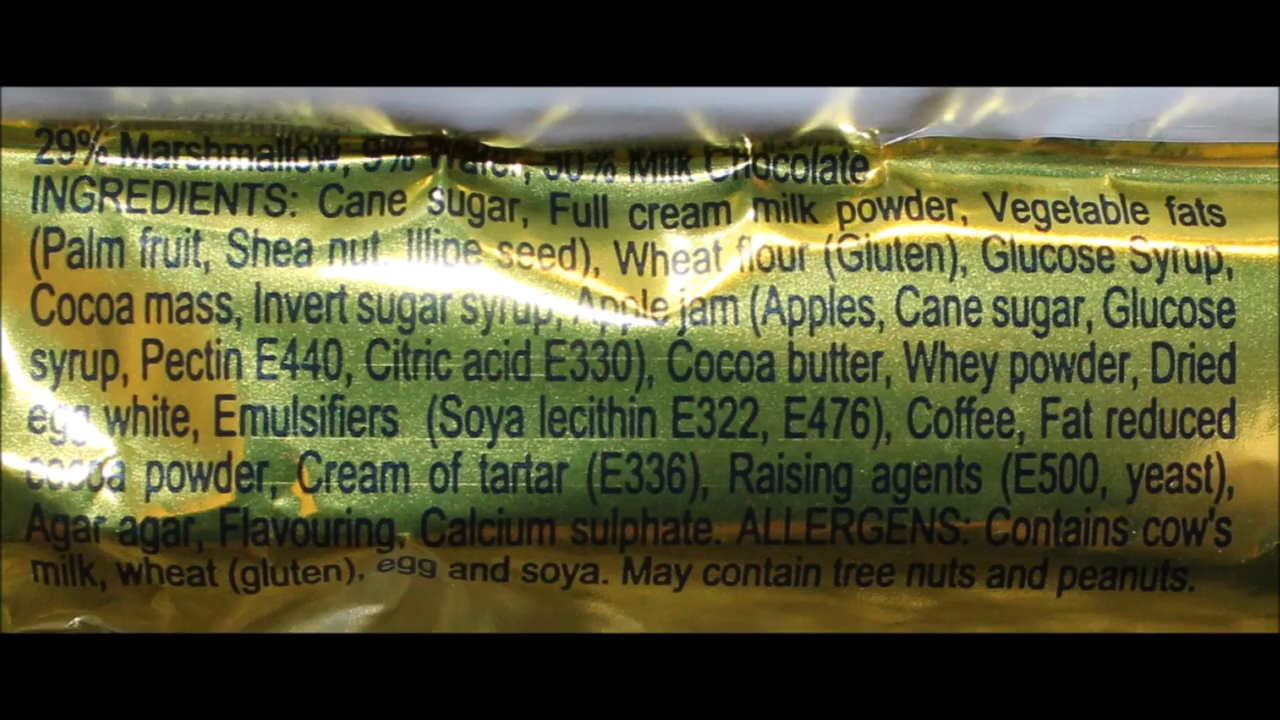 29% Marshmallow, 9% Wafer, Milk Chocolate
INGREDIENTS: Cane sugar, Full cream milk powder, Vegetable fats
(Palm fruit, Shea nut, Illipe seed), Wheat flour (Gluten), Glucose Syrup,
Cocoa mass, Invert sugar syrup, Apple jam (Apples, Cane sugar, Glucose
syrup, Pectin E440, Citric acid E330), Cocoa butter, Whey powder, Dried
egg white, Emulsifiers (Soya lecithin E322, E476), Coffee, Fat reduced
cocoa powder, Cream of tartar (E336), Raising agents (E500, yeast),
Agar agar, Flavouring, Calcium sulphate. ALLERGENS: Contains cow's
milk, wheat (gluten), egg and soya. May contain tree nuts and peanuts.